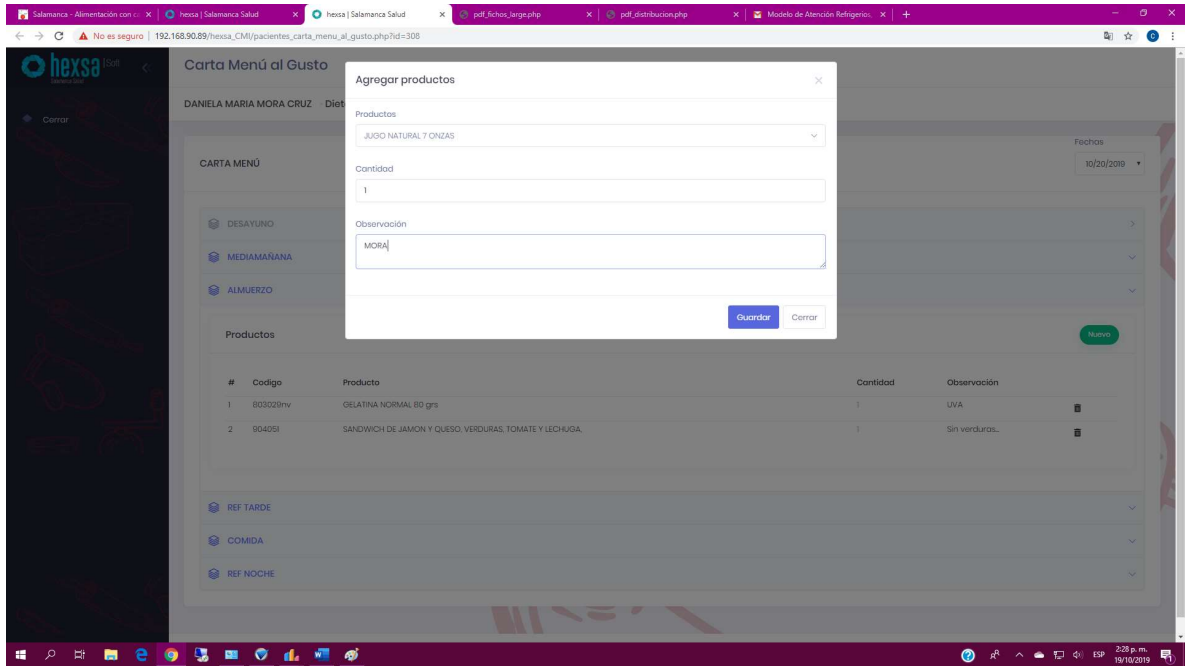 Salamanca - Alimentación con ca
hexsa | Salamanca Salud
hexsa | Salamanca Salud
pdf_fichos_large.php
pdf_distribucion.php
Modelo de Atención Refrigerios,
No es seguro | 192.168.90.89/hexsa_CMI/pacientes_carta_menu_al_gusto.php?id=308
hexsa |Soft
Salamanca Salud
Cerrar
Carta Menú al Gusto
DANIELA MARIA MORA CRUZ Diet
Agregar productos
Productos
JUGO NATURAL 7 ONZAS
Cantidad
1
Observación
MORA
Guardar Cerrar
Fechas
10/20/2019
CARTA MENÚ
DESAYUNO
MEDIAMAÑANA
ALMUERZO
Productos
Nuevo
# Codigo Producto Cantidad Observación
1 803029nv GELATINA NORMAL 80 grs 1 UVA
2 904051 SANDWICH DE JAMON Y QUESO, VERDURAS, TOMATE Y LECHUGA, 1 Sin verduras...
REF TARDE
COMIDA
REF NOCHE
ESP
2:28 p. m.
19/10/2019